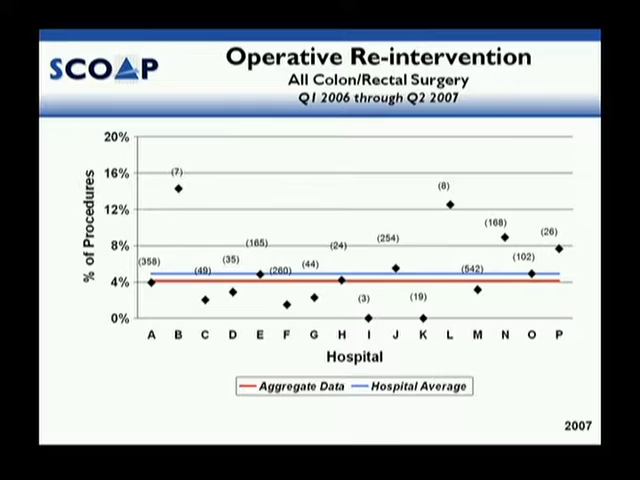 SCOAP
Operative Re-intervention
All Colon/Rectal Surgery
Q1 2006 through Q2 2007
% of Procedures
20%
16%
12%
8%
4%
0%
(358)
(7)
(49)
(35)
(165)
(260)
(44)
(24)
(3)
(254)
(19)
(8)
(542)
(168)
(102)
(26)
A B C D E F G H I J K L M N O P
Hospital
Aggregate Data Hospital Average
2007